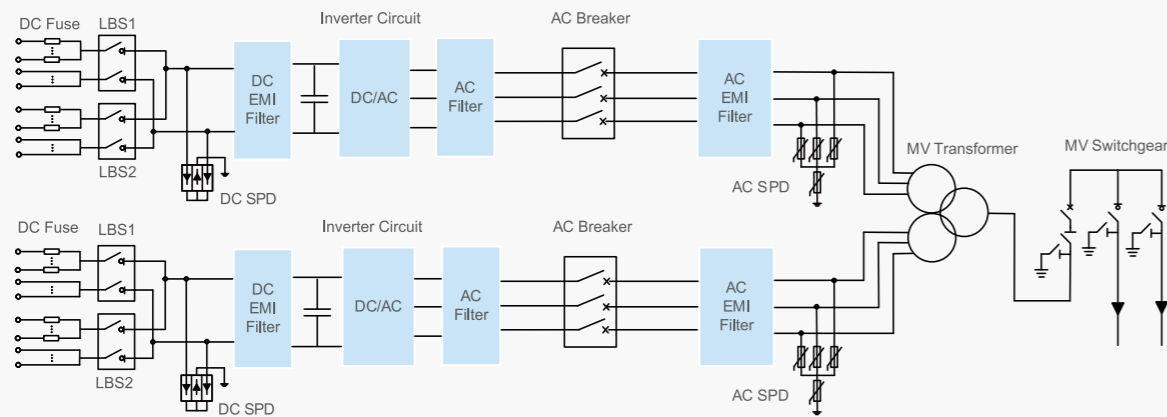 DC Fuse
LBS1
Inverter Circuit
AC Breaker
DC
EMI
Filter
DC/AC
AC
Filter
AC
EMI
Filter
LBS2
DC SPD
AC SPD
MV Transformer
MV Switchgear
DC Fuse
LBS1
Inverter Circuit
AC Breaker
DC
EMI
Filter
DC/AC
AC
Filter
AC
EMI
Filter
LBS2
DC SPD
AC SPD